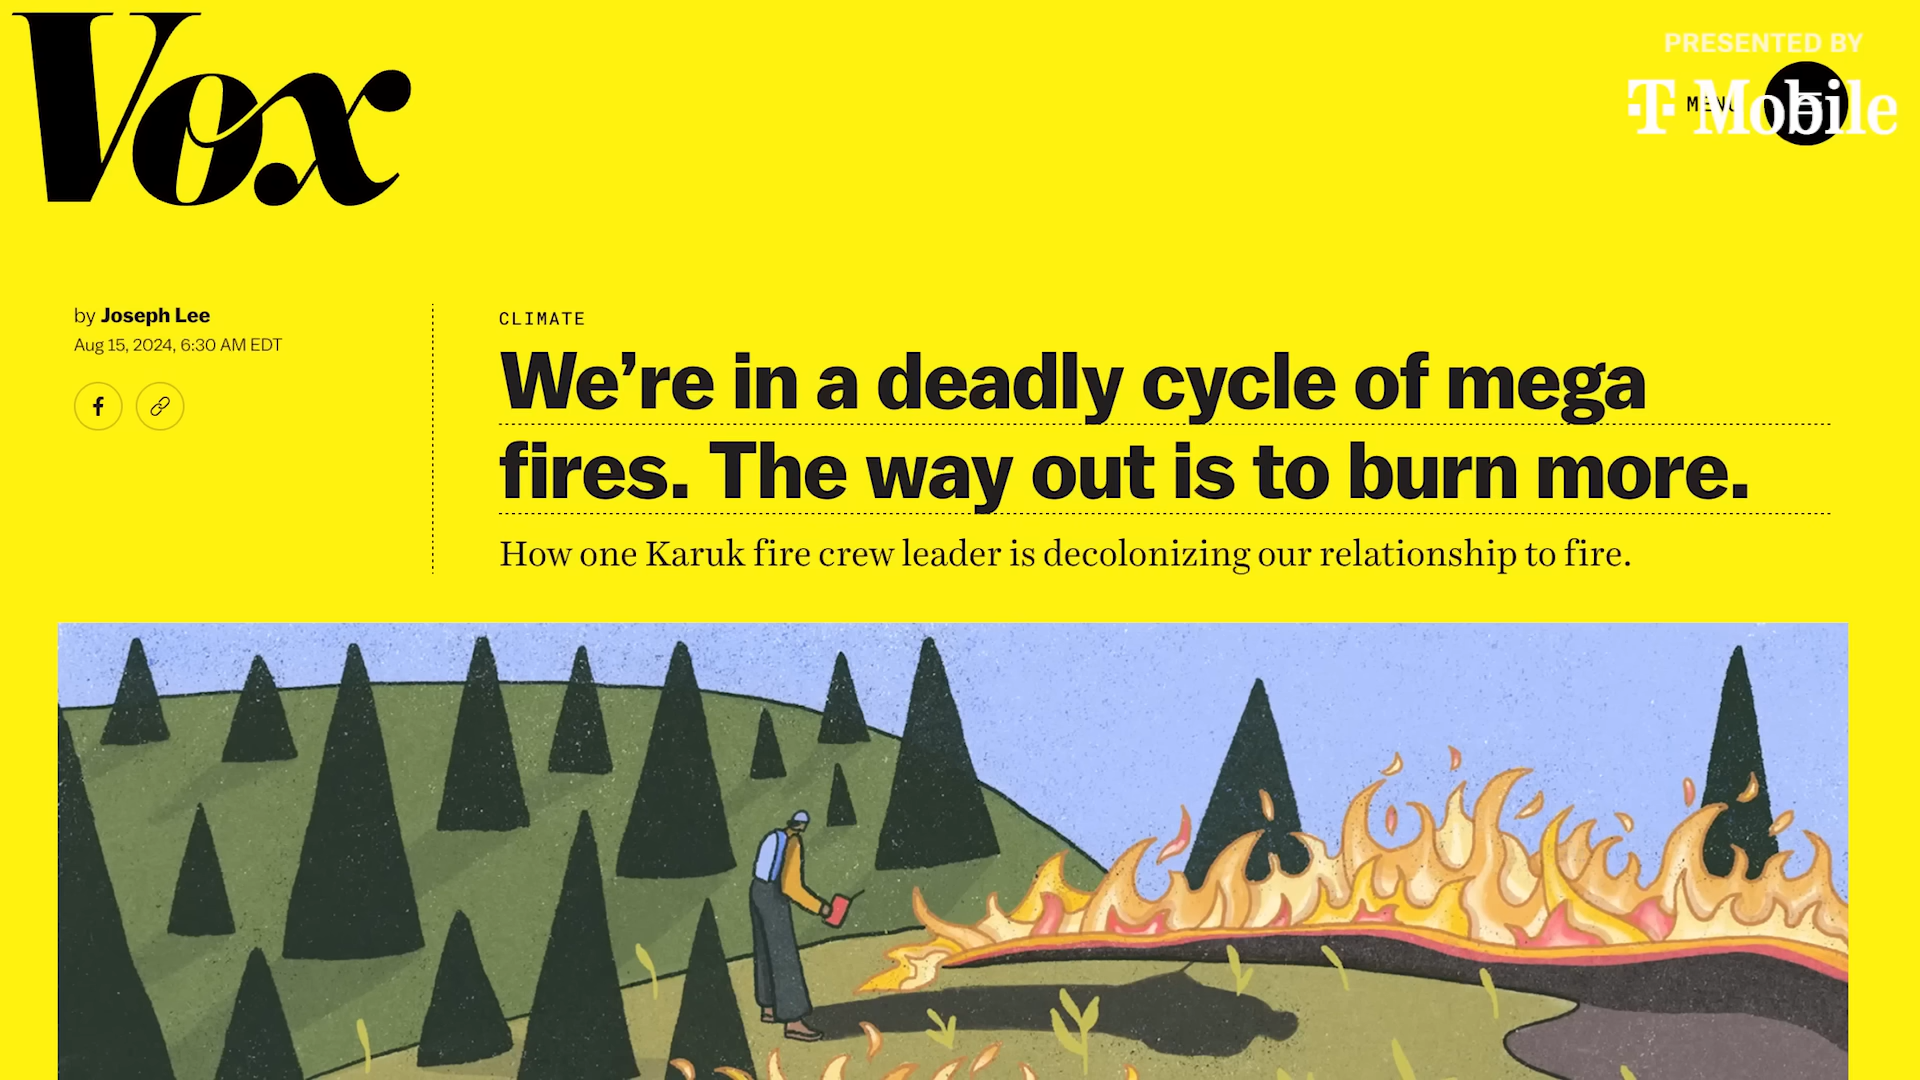 Vox
PRESENTED BY
T Mobile
MENU
by Joseph Lee
Aug 15, 2024, 6:30 AM EDT
CLIMATE
We’re in a deadly cycle of mega
fires. The way out is to burn more.
How one Karuk fire crew leader is decolonizing our relationship to fire.